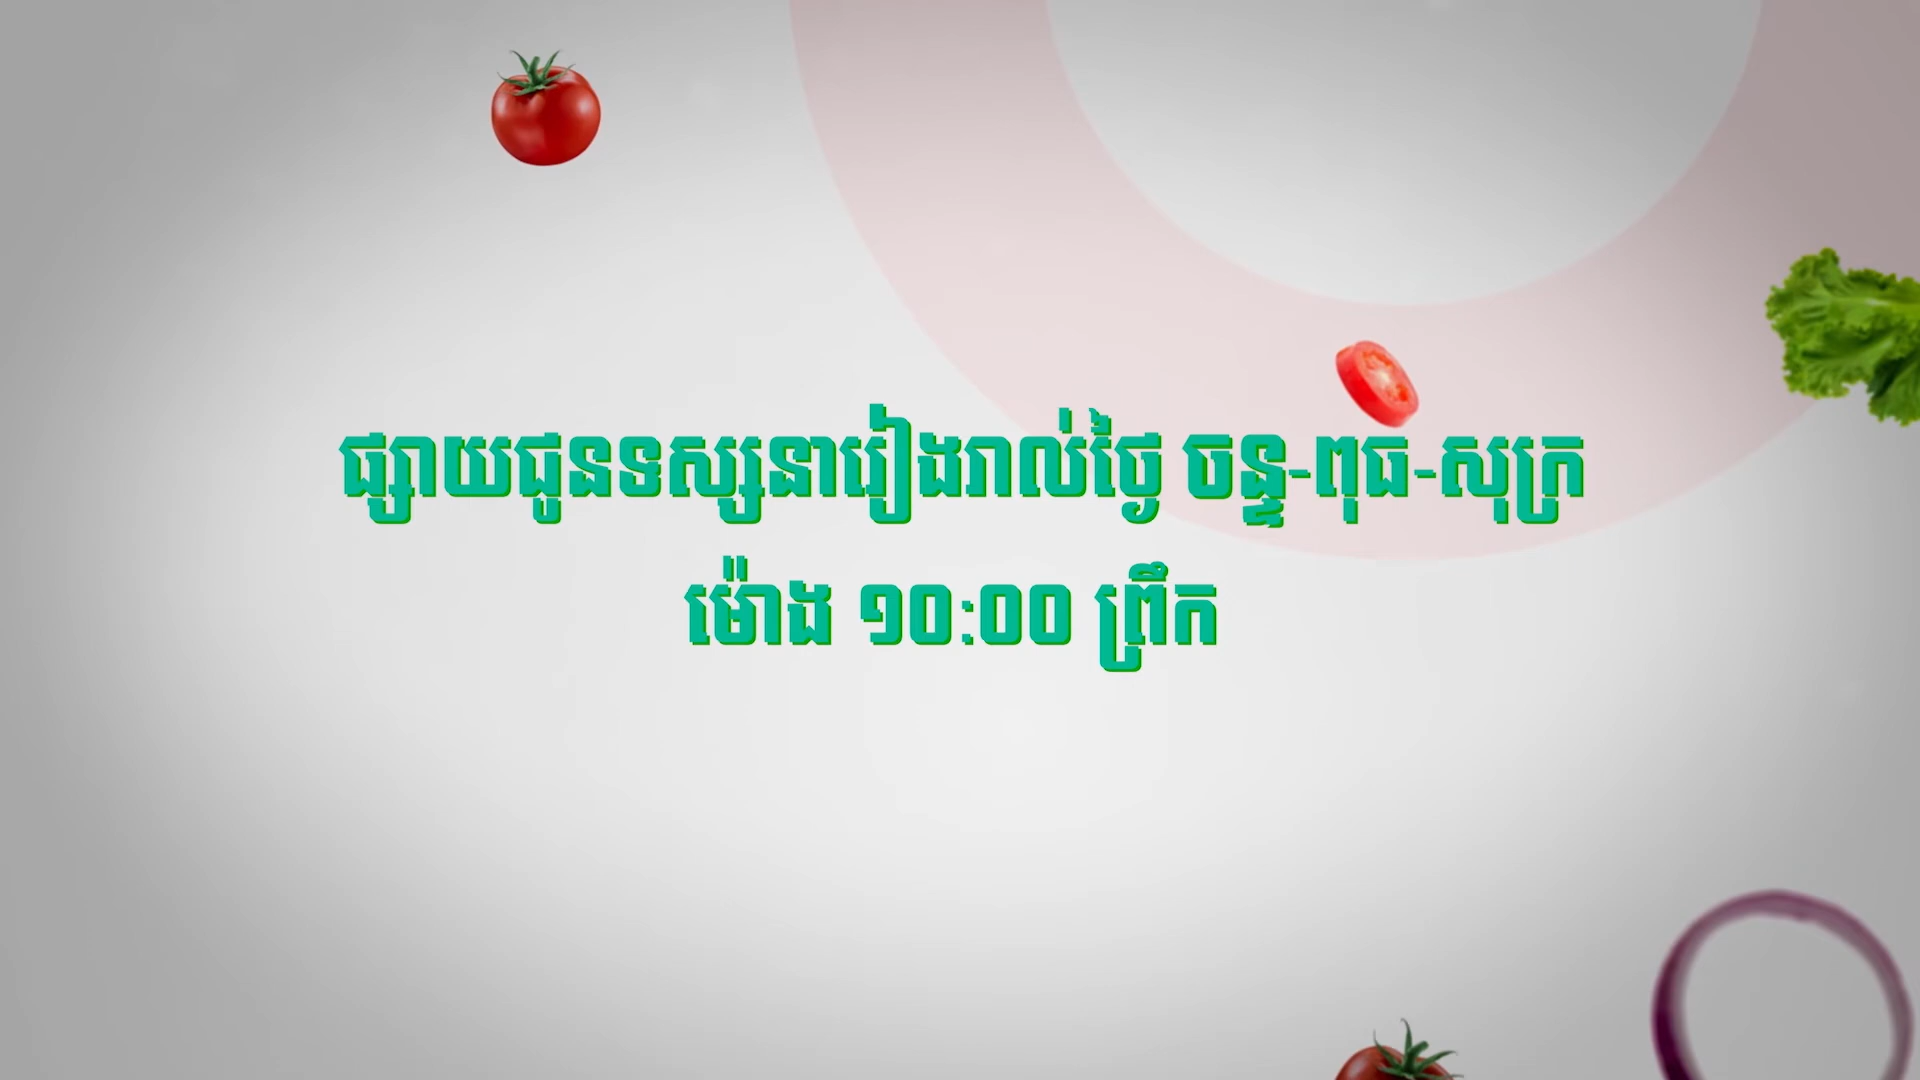 ផ្សាយជូនទស្សនារៀងរាល់ថ្ងៃ ចន្ទ-ពុធ-សុក្រ
ម៉ោង ១០:០០ ព្រឹក